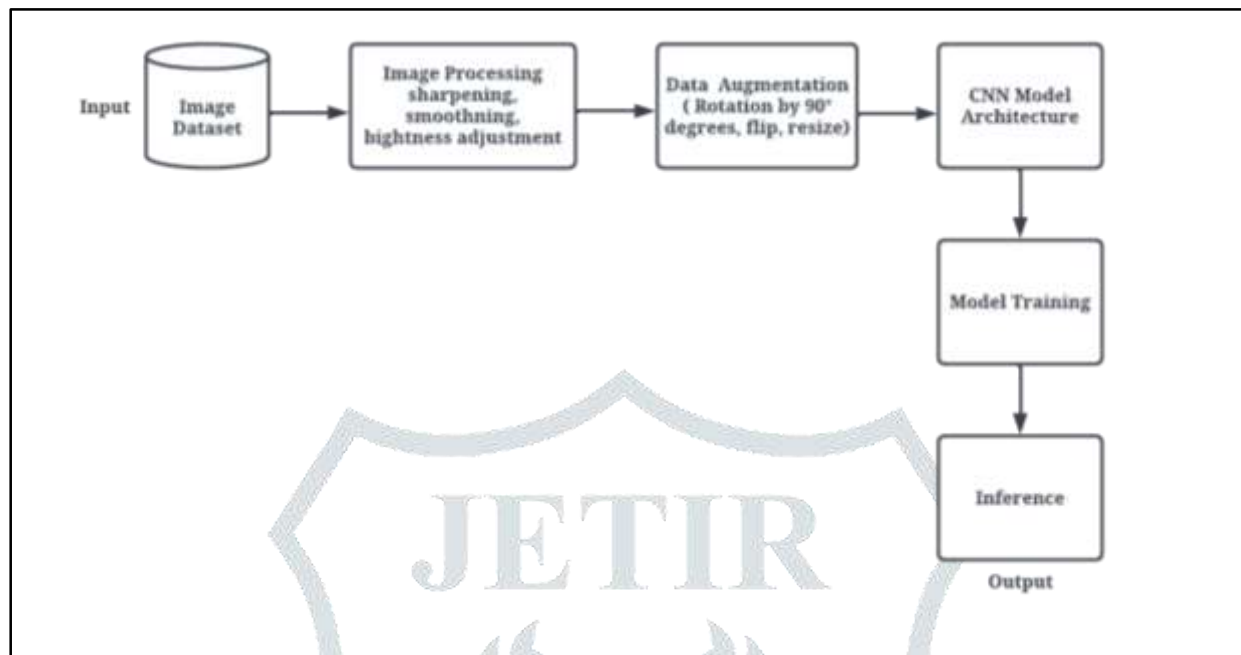 Input
Image
Dataset
Image Processing
sharpening,
smoothning,
bightness adjustment
Data Augmentation
( Rotation by 90°
degrees, flip, resize)
CNN Model
Architecture
Model Training
Inference
Output
JETIR